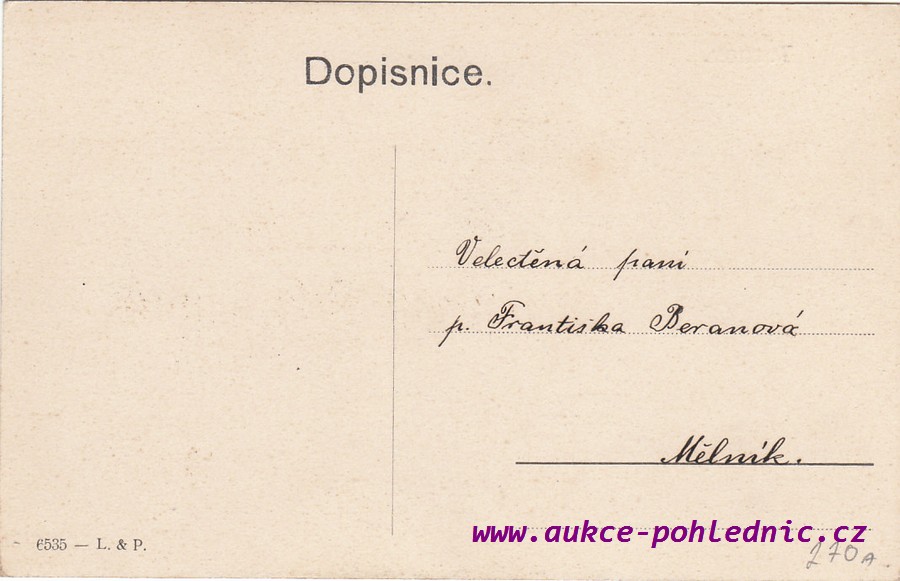 Dopisnice.
Velectěná paní
p. Františka Beranová
Mělník.
6535 — L. & P.
www.aukce-pohlednic.cz
270A.